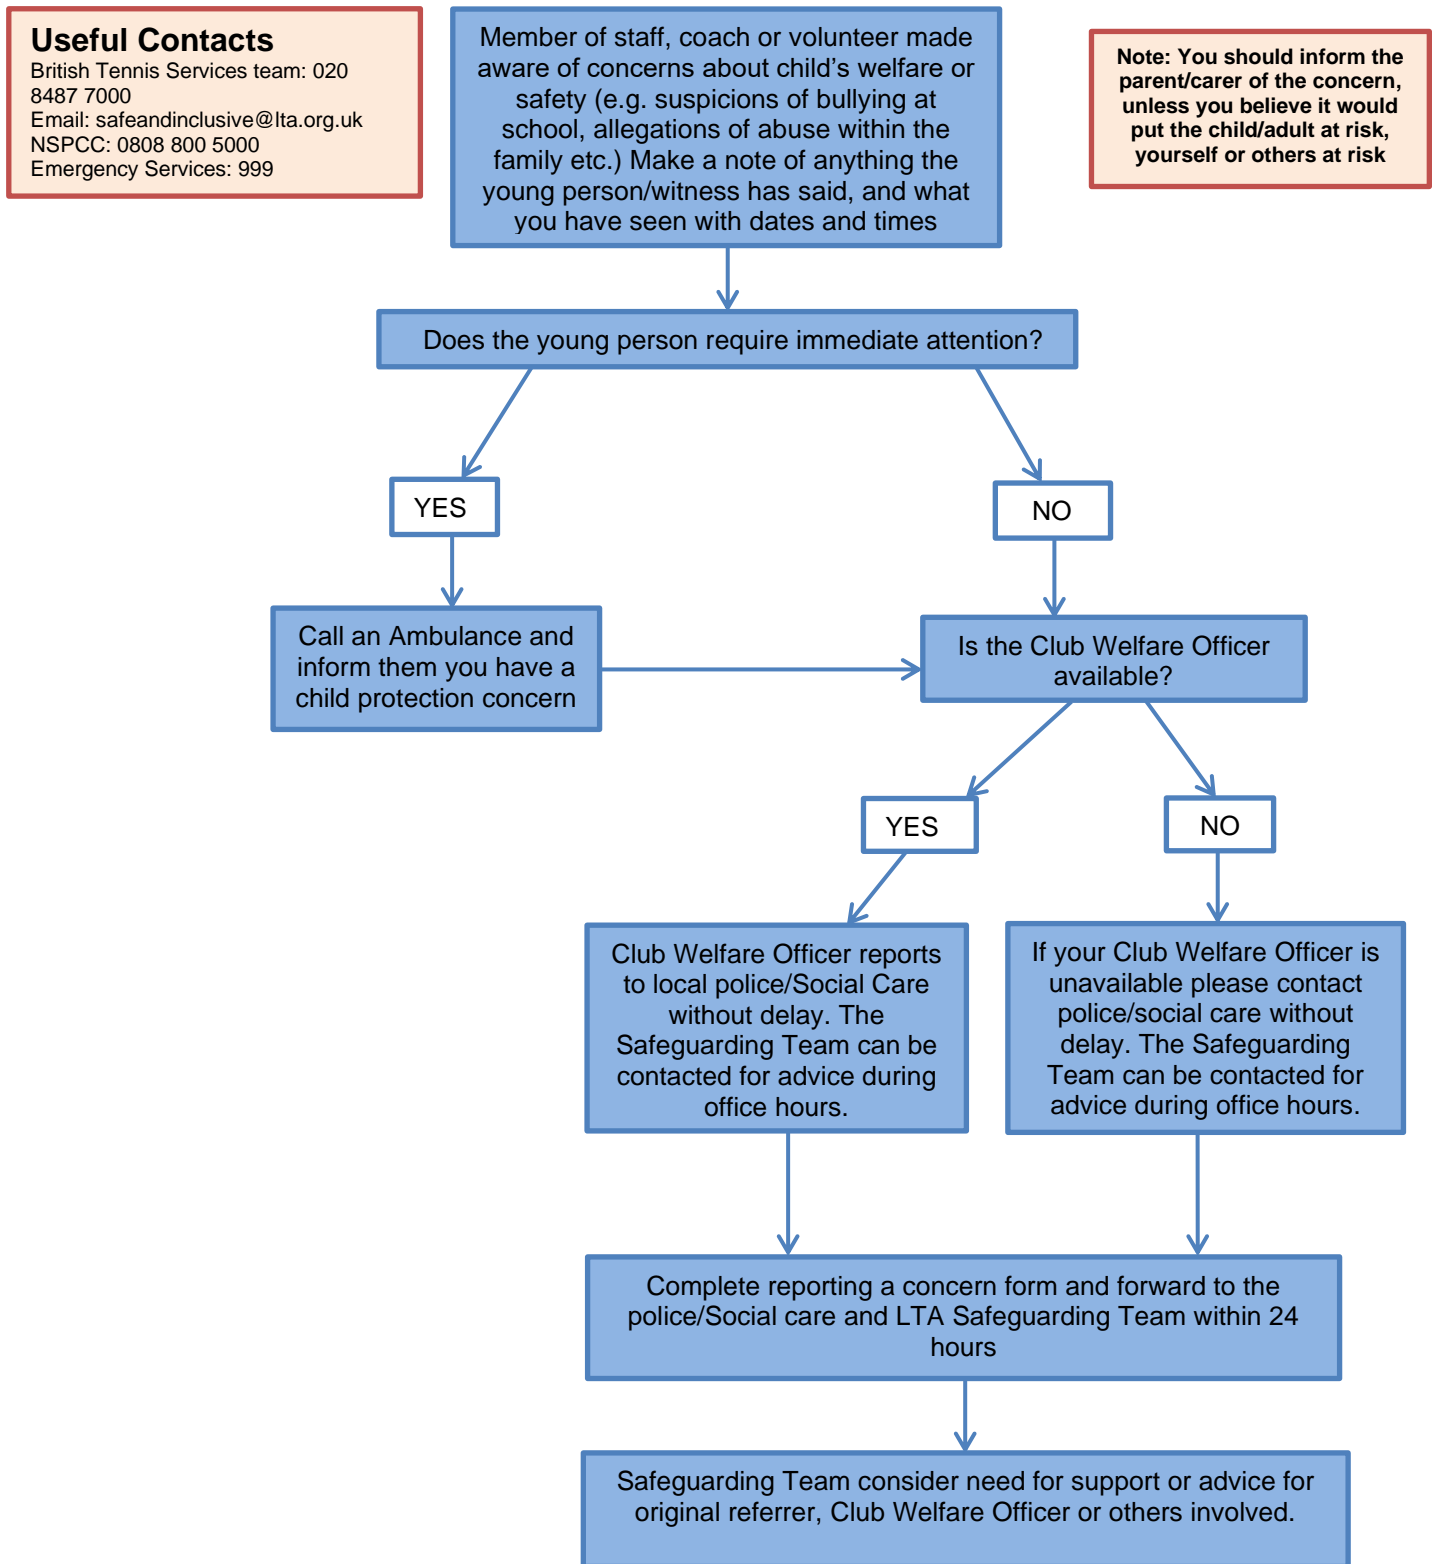 Useful Contacts
British Tennis Services team: 020
8487 7000
Email: safeandinclusive@lta.org.uk
NSPCC: 0808 800 5000
Emergency Services: 999
Member of staff, coach or volunteer made
aware of concerns about child’s welfare or
safety (e.g. suspicions of bullying at
school, allegations of abuse within the
family etc.) Make a note of anything the
young person/witness has said, and what
you have seen with dates and times
Note: You should inform the
parent/carer of the concern,
unless you believe it would
put the child/adult at risk,
yourself or others at risk
Does the young person require immediate attention?
YES
NO
Call an Ambulance and
inform them you have a
child protection concern
Is the Club Welfare Officer
available?
YES
NO
Club Welfare Officer reports
to local police/Social Care
without delay. The
Safeguarding Team can be
contacted for advice during
office hours.
If your Club Welfare Officer is
unavailable please contact
police/social care without
delay. The Safeguarding
Team can be contacted for
advice during office hours.
Complete reporting a concern form and forward to the
police/Social care and LTA Safeguarding Team within 24
hours
Safeguarding Team consider need for support or advice for
original referrer, Club Welfare Officer or others involved.